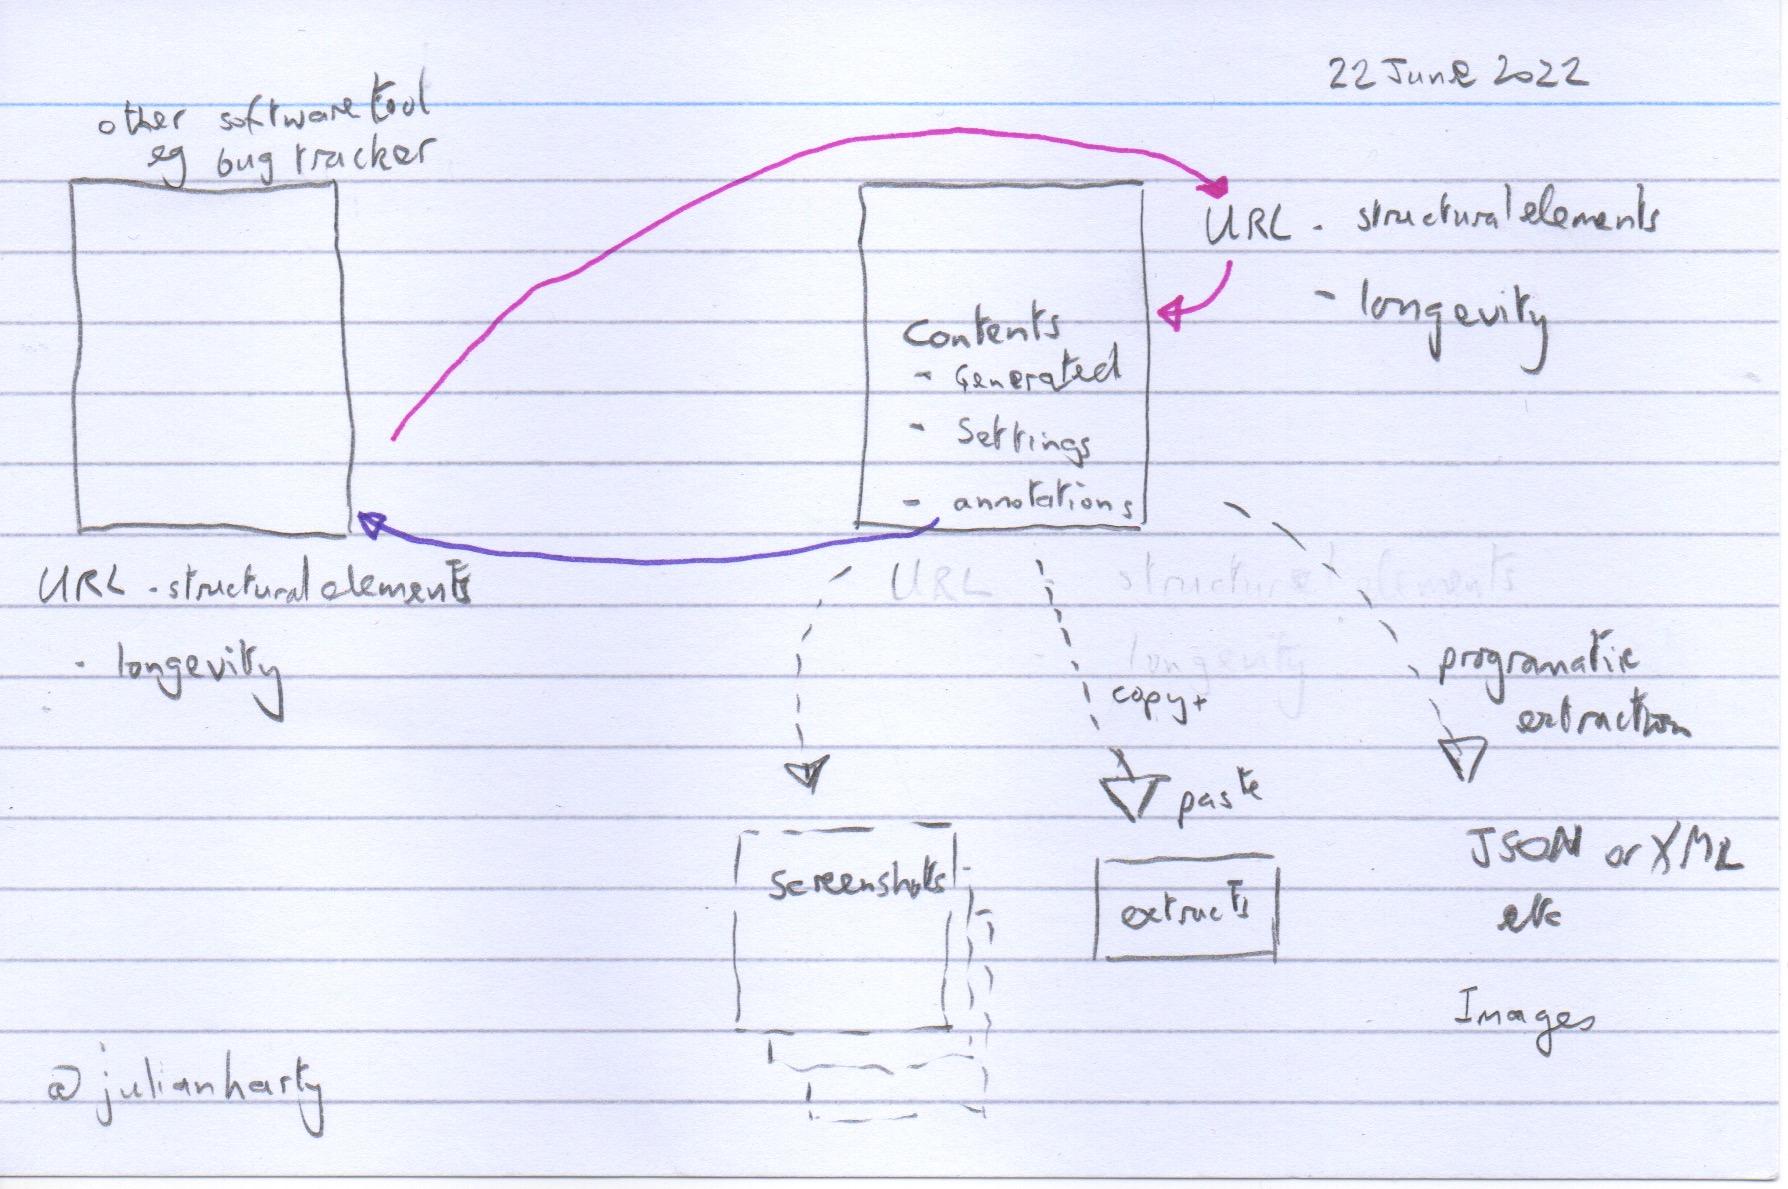 22 June 2022
other software tool
eg bug tracker
URL - structural elements
- longevity
Contents
- Generated
- Settings
- annotations
URL - structural elements
- longevity
URL structural elements
- longevity
copy+
paste
programatic
extraction
screenshots
extracts
JSON or XML
etc
Images
@julianharty